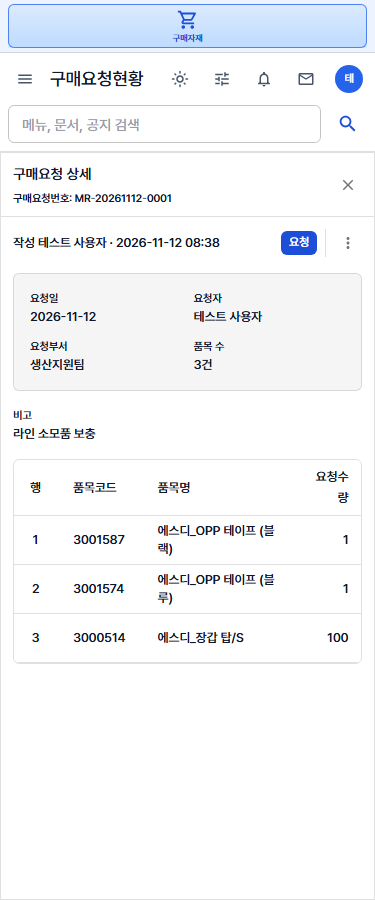 구매자재
구매요청현황
테
메뉴, 문서, 공지 검색
구매요청 상세
구매요청번호: MR-20261112-0001
작성 테스트 사용자 · 2026-11-12 08:38
요청
요청일
요청자
2026-11-12
테스트 사용자
요청부서
품목 수
생산지원팀
3건
비고
라인 소모품 보충
행 품목코드 품목명 요청수
량
1 3001587 에스디_OPP 테이프 (블
랙)
1
2 3001574 에스디_OPP 테이프 (블
루)
1
3 3000514 에스디_장갑 탑/S 100